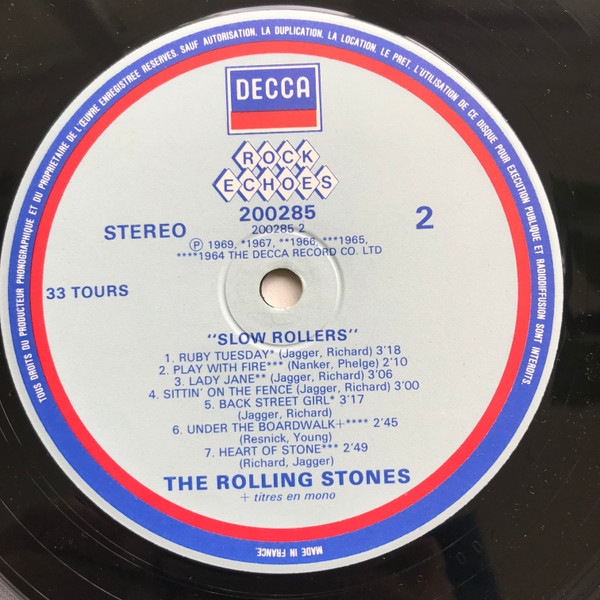 TOUS DROITS DU PRODUCTEUR PHONOGRAPHIQUE ET DU PROPRIETAIRE DE L'ŒUVRE ENREGISTREE RESERVES. SAUF AUTORISATION. LA DUPLICATION, LA LOCATION, LE PRET, L'UTILISATION DE CE DISQUE POUR EXECUTION PUBLIQUE ET RADIODIFFUSION SONT INTERDITS.
DECCA
ROCK
ECHOES
200285
STEREO
200285 2
2
Ⓟ 1969, *1967, **1966, ***1965,
****1964 THE DECCA RECORD CO. LTD
33 TOURS
"SLOW ROLLERS"
1. RUBY TUESDAY* (Jagger, Richard) 3'18
2. PLAY WITH FIRE*** (Nanker, Phelge) 2'10
3. LADY JANE** (Jagger, Richard) 3'06
4. SITTIN' ON THE FENCE (Jagger, Richard) 3'00
5. BACK STREET GIRL* 3'17
(Jagger, Richard)
6. UNDER THE BOARDWALK+**** 2'45
(Resnick, Young)
7. HEART OF STONE*** 2'49
(Richard, Jagger)
THE ROLLING STONES
+ titres en mono
MADE IN FRANCE.